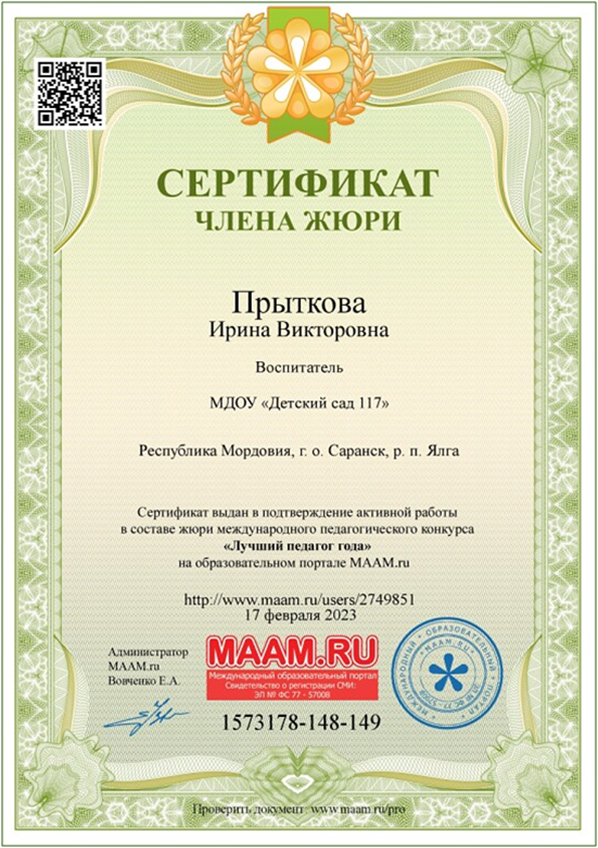 СЕРТИФИКАТ
ЧЛЕНА ЖЮРИ
Прыткова
Ирина Викторовна
Воспитатель
МДОУ «Детский сад 117»
Республика Мордовия, г. о. Саранск, р. п. Ялга
Сертификат выдан в подтверждение активной работы
в составе жюри международного педагогического конкурса
«Лучший педагог года»
на образовательном портале MAAM.ru
http://www.maam.ru/users/2749851
17 февраля 2023
Администратор
MAAM.ru
Вовченко Е.А.
MAAM.RU
Международный образовательный портал
Свидетельство о регистрации СМИ:
ЭЛ № ФС 77 - 57008
1573178-148-149
МЕЖДУНАРОДНЫЙ • ОБРАЗОВАТЕЛЬНЫЙ • ПОРТАЛ
MAAM.RU
Проверить документ: www.maam.ru/pro